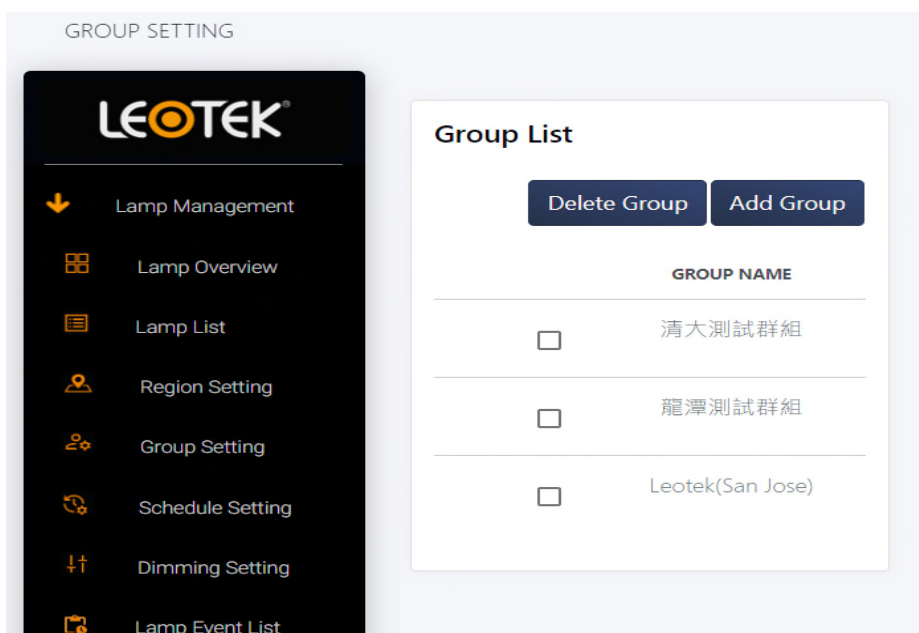 GROUP SETTING
LEOTEK®
Lamp Management
Lamp Overview
Lamp List
Region Setting
Group Setting
Schedule Setting
Dimming Setting
Lamp Event List
Group List
Delete Group
Add Group
GROUP NAME
清大測試群組
龍潭測試群組
Leotek(San Jose)